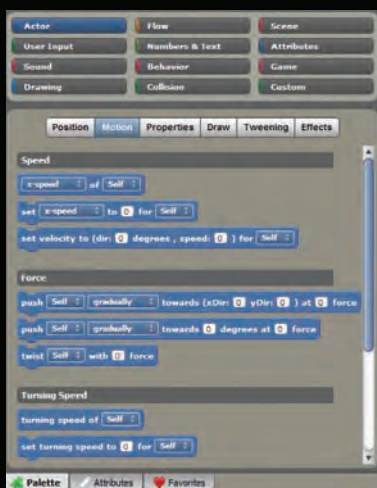 Actor Flow Scene
User Input Numbers & Text Attributes
Sound Behavior Game
Drawing Collision Custom
Position Motion Properties Draw Tweening Effects
Speed
x-speed of Self
set x-speed to 0 for Self
set velocity to (dir: 0 degrees , speed: 0 ) for Self
Force
push Self gradually towards (xDir: 0 yDir: 0 ) at 0 force
push Self gradually towards 0 degrees at 0 force
twist Self with 0 force
Turning Speed
turning speed of Self
set turning speed to 0 for Self
Palette Attributes Favorites